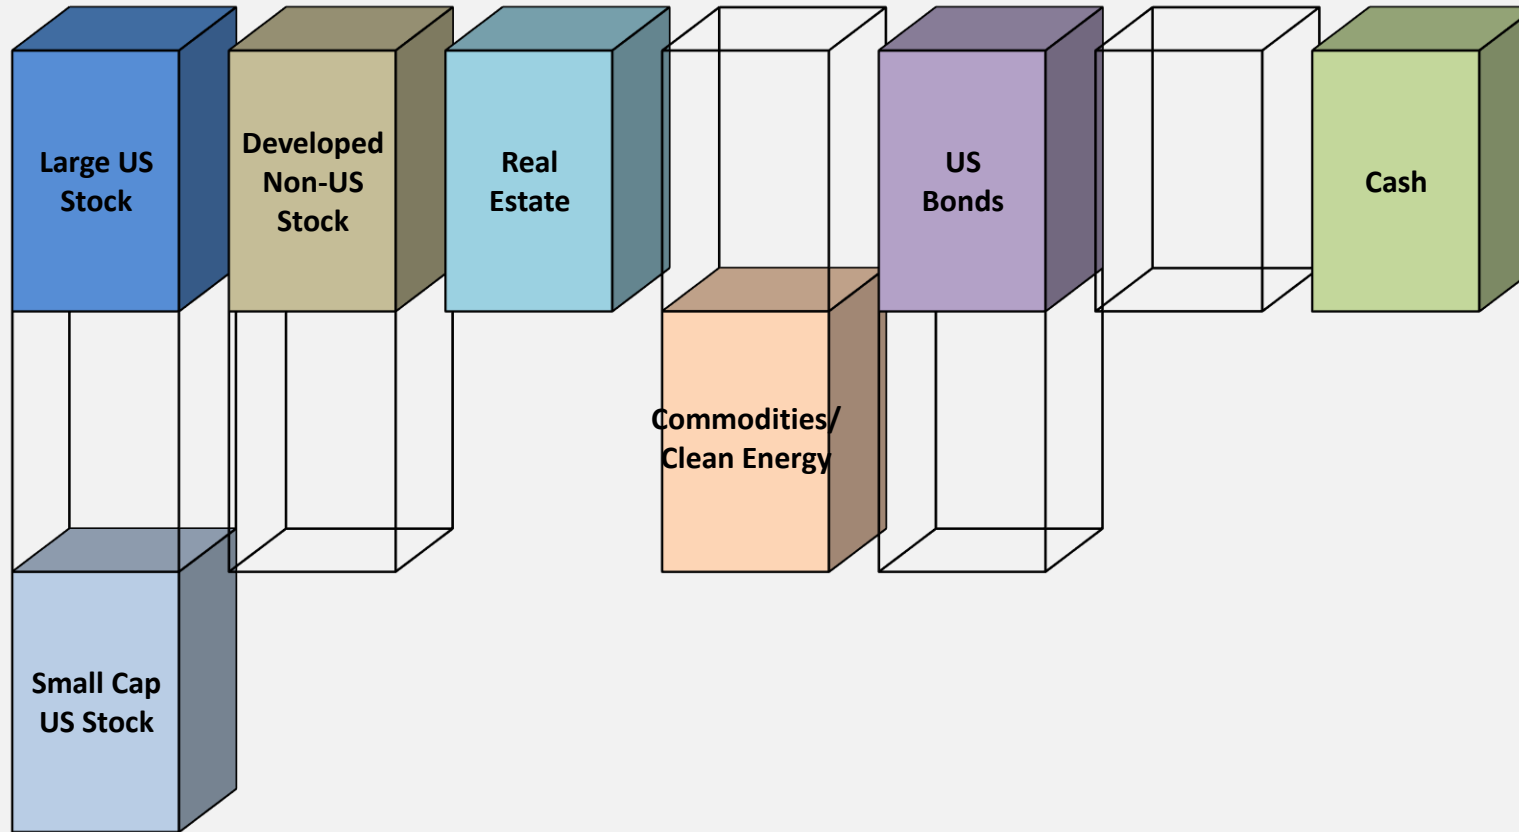 Large US
Stock
Developed
Non-US
Stock
Real
Estate
US
Bonds
Cash
Commodities/
Clean Energy
Small Cap
US Stock